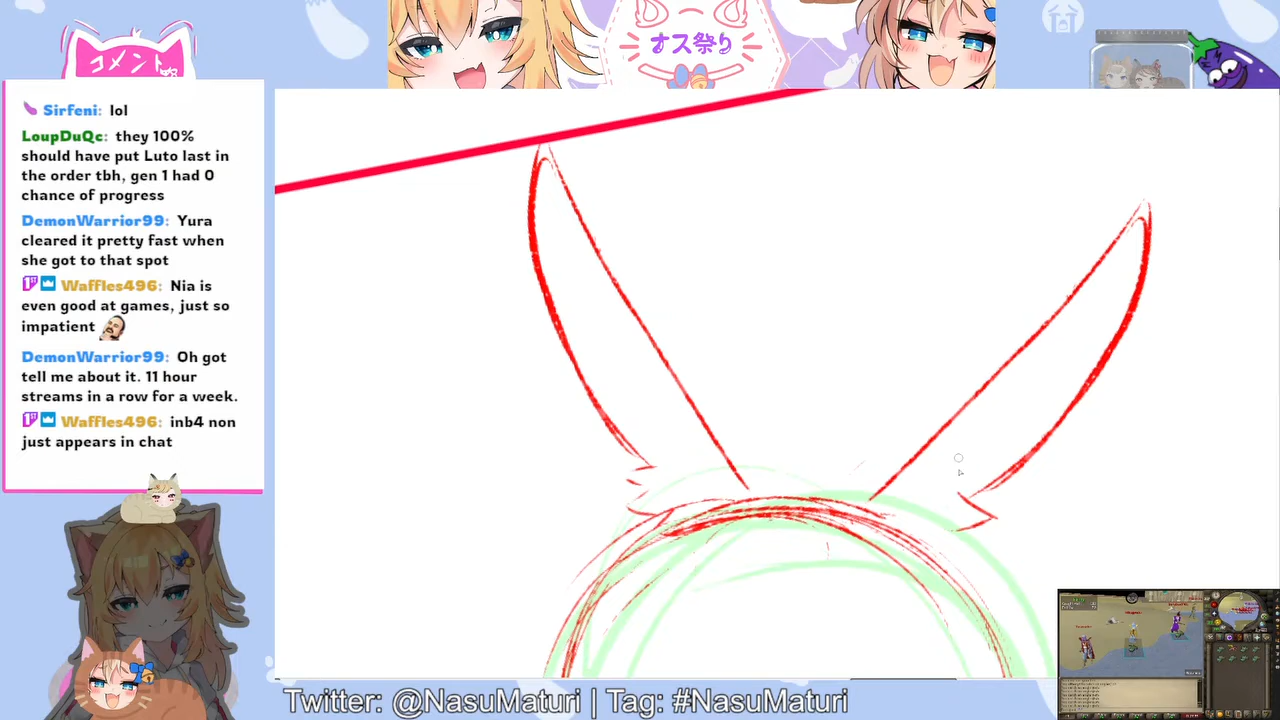 コメント
ナス祭り
Sirfeni: lol
LoupDuQc: they 100%
should have put Luto last in
the order tbh, gen 1 had 0
chance of progress
DemonWarrior99: Yura
cleared it pretty fast when
she got to that spot
Waffles496: Nia is
even good at games, just so
impatient
DemonWarrior99: Oh got
tell me about it. 11 hour
streams in a row for a week.
Waffles496: inb4 non
just appears in chat
Twitter: @NasuMaturi | Tag: #NasuMaturi